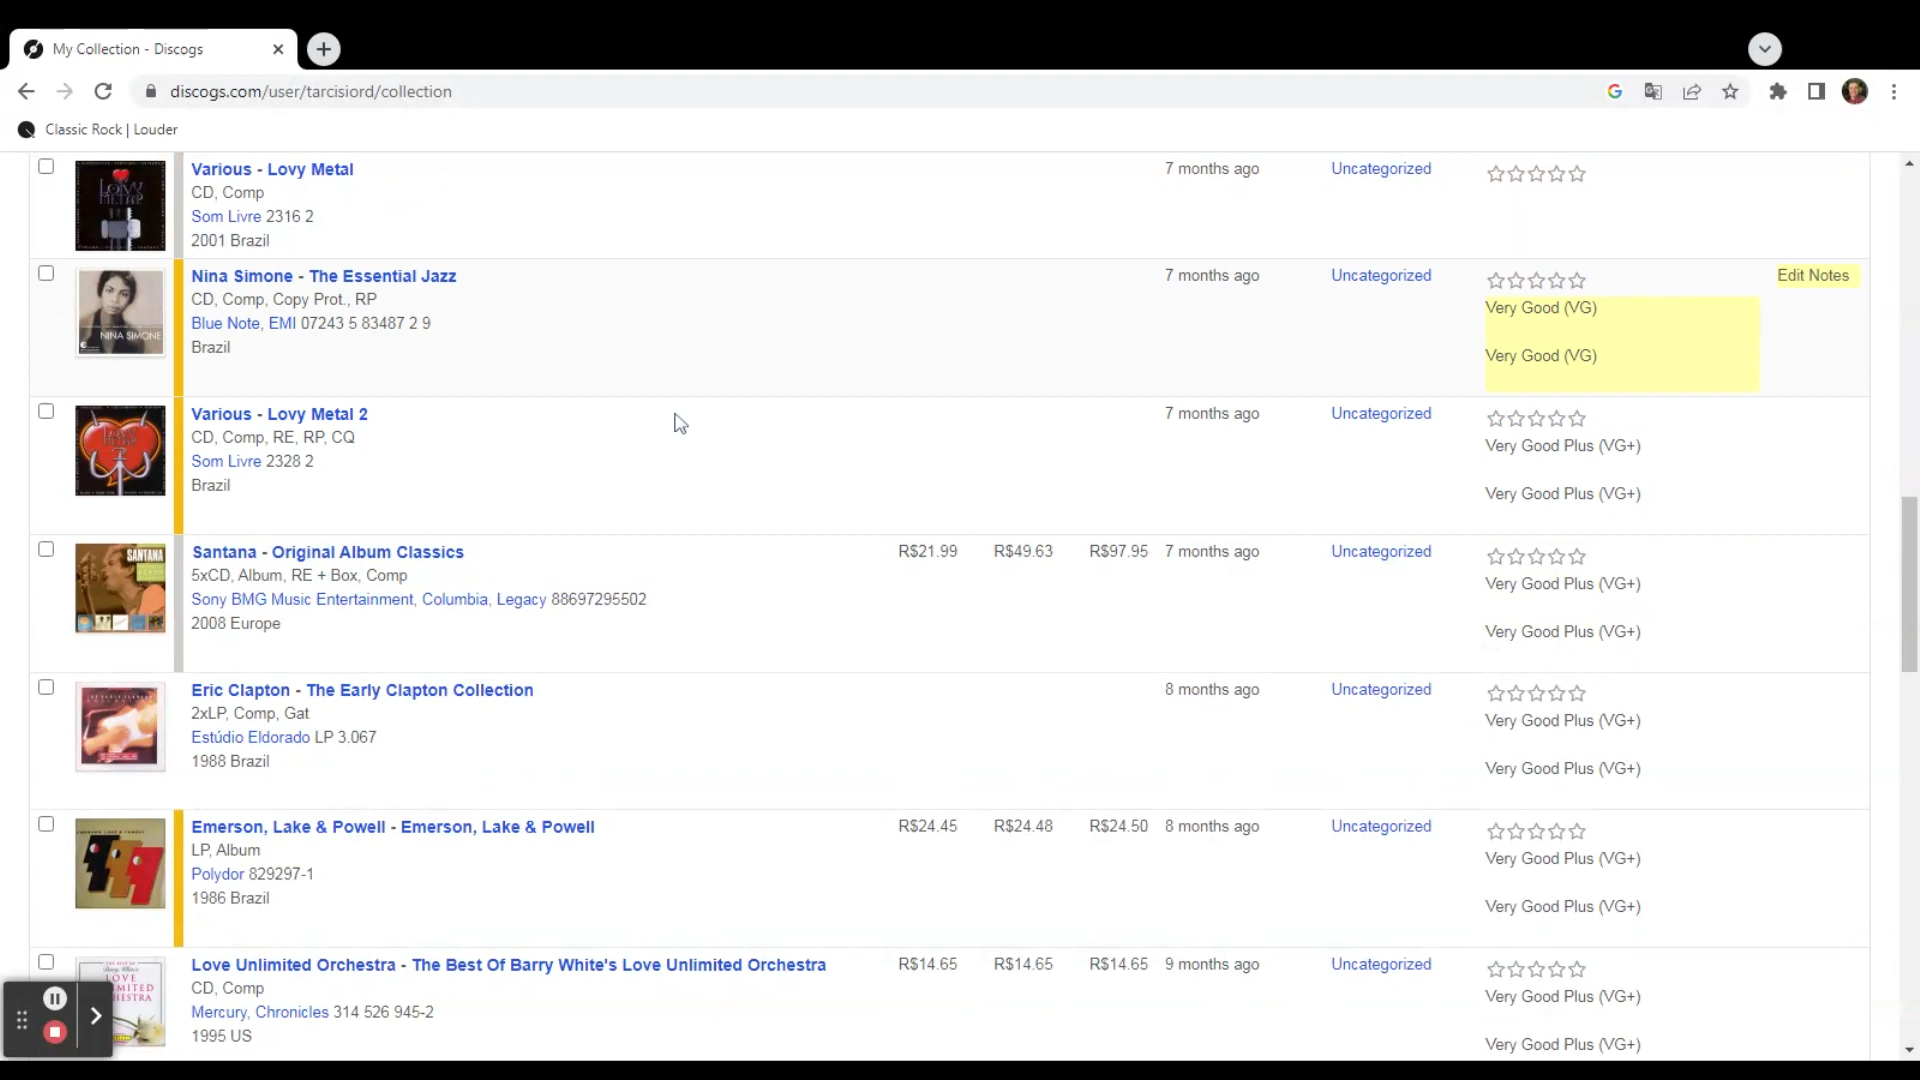 My Collection - Discogs
discogs.com/user/tarcisiord/collection
Classic Rock | Louder
Various - Lovy Metal 7 months ago Uncategorized
CD, Comp
Som Livre 2316 2
2001 Brazil
LOVY METAL
Nina Simone - The Essential Jazz 7 months ago Uncategorized Edit Notes
CD, Comp, Copy Prot., RP Very Good (VG)
Blue Note, EMI 07243 5 83487 2 9
Brazil Very Good (VG)
NINA SIMONE
Various - Lovy Metal 2 7 months ago Uncategorized
CD, Comp, RE, RP, CQ Very Good Plus (VG+)
Som Livre 2328 2
Brazil Very Good Plus (VG+)
Santana - Original Album Classics R$21.99 R$49.63 R$97.95 7 months ago Uncategorized
SANTANA
5xCD, Album, RE + Box, Comp Very Good Plus (VG+)
Sony BMG Music Entertainment, Columbia, Legacy 88697295502
2008 Europe Very Good Plus (VG+)
Eric Clapton - The Early Clapton Collection 8 months ago Uncategorized
2xLP, Comp, Gat Very Good Plus (VG+)
Estúdio Eldorado LP 3.067
1988 Brazil Very Good Plus (VG+)
Emerson, Lake & Powell - Emerson, Lake & Powell R$24.45 R$24.48 R$24.50 8 months ago Uncategorized
LP, Album Very Good Plus (VG+)
Polydor 829297-1
1986 Brazil Very Good Plus (VG+)
Love Unlimited Orchestra - The Best Of Barry White's Love Unlimited Orchestra R$14.65 R$14.65 R$14.65 9 months ago Uncategorized
CD, Comp Very Good Plus (VG+)
Mercury, Chronicles 314 526 945-2
1995 US Very Good Plus (VG+)